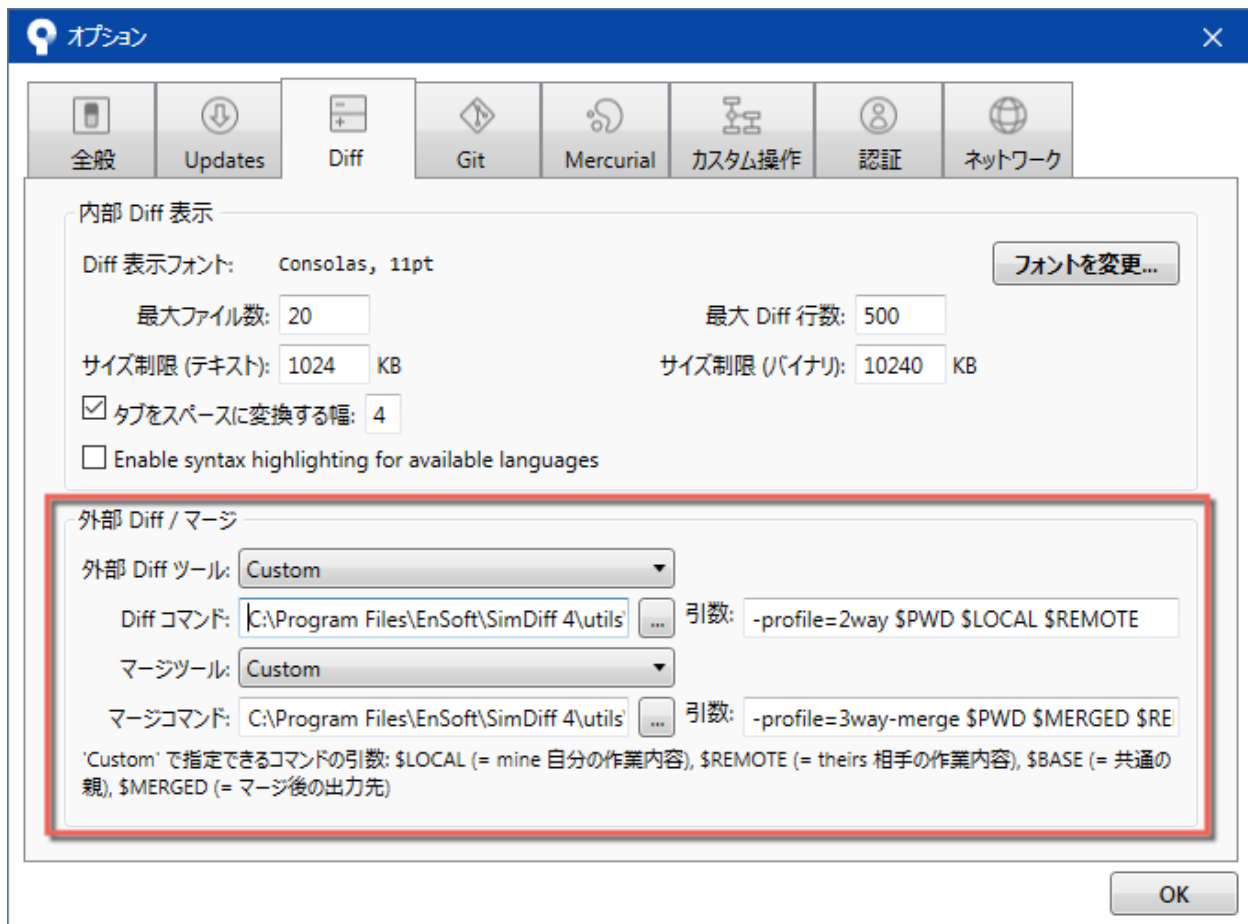 オプション
全般 Updates Diff Git Mercurial カスタム操作 認証 ネットワーク
内部 Diff 表示
Diff 表示フォント: Consolas, 11pt フォントを変更...
最大ファイル数: 20 最大 Diff 行数: 500
サイズ制限 (テキスト): 1024 KB サイズ制限 (バイナリ): 10240 KB
タブをスペースに変換する幅: 4
Enable syntax highlighting for available languages
外部 Diff / マージ
外部 Diff ツール: Custom
Diff コマンド: C:\Program Files\EnSoft\SimDiff 4\utils\ ... 引数: -profile=2way $PWD $LOCAL $REMOTE
マージツール: Custom
マージコマンド: C:\Program Files\EnSoft\SimDiff 4\utils\ ... 引数: -profile=3way-merge $PWD $MERGED $RE
'Custom' で指定できるコマンドの引数: $LOCAL (= mine 自分の作業内容), $REMOTE (= theirs 相手の作業内容), $BASE (= 共通の
親), $MERGED (= マージ後の出力先)
OK